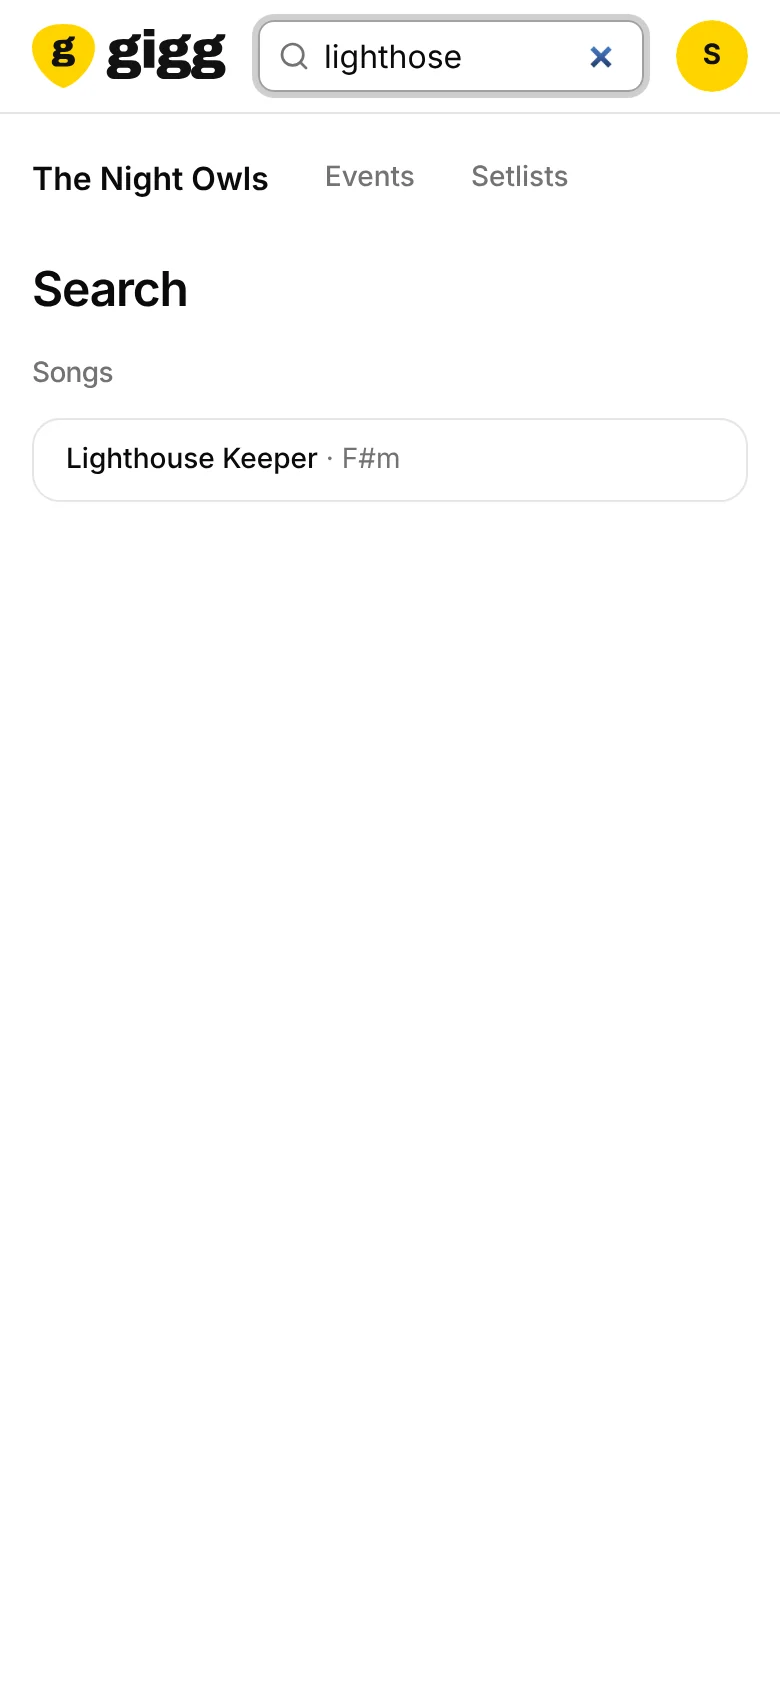 g gigg lighthose S
The Night Owls Events Setlists
Search
Songs
Lighthouse Keeper · F#m